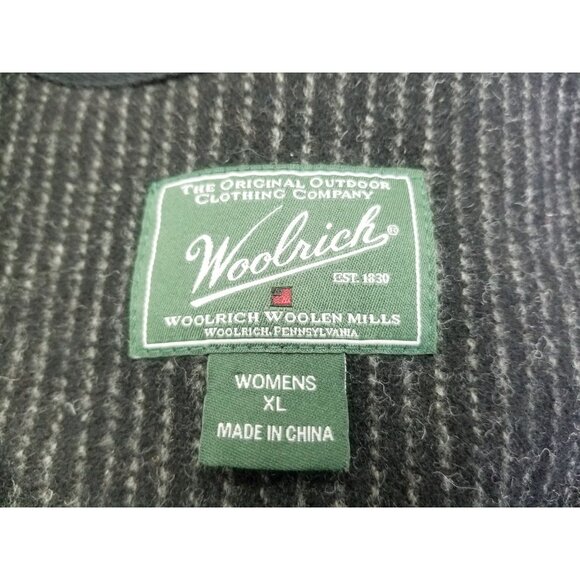 THE ORIGINAL OUTDOOR
CLOTHING COMPANY
Woolrich®
EST. 1830
WOOLRICH WOOLEN MILLS
WOOLRICH, PENNSYLVANIA
WOMENS
XL
MADE IN CHINA